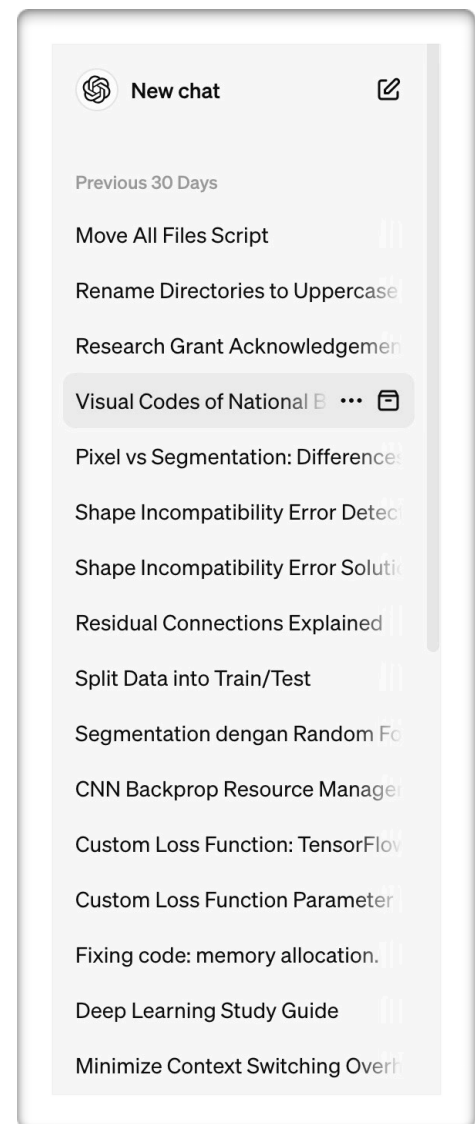 New chat
Previous 30 Days
Move All Files Script
Rename Directories to Uppercase
Research Grant Acknowledgemen
Visual Codes of National B
Pixel vs Segmentation: Differences
Shape Incompatibility Error Detec
Shape Incompatibility Error Solutio
Residual Connections Explained
Split Data into Train/Test
Segmentation dengan Random Fo
CNN Backprop Resource Manage
Custom Loss Function: TensorFlow
Custom Loss Function Parameter
Fixing code: memory allocation.
Deep Learning Study Guide
Minimize Context Switching Overh